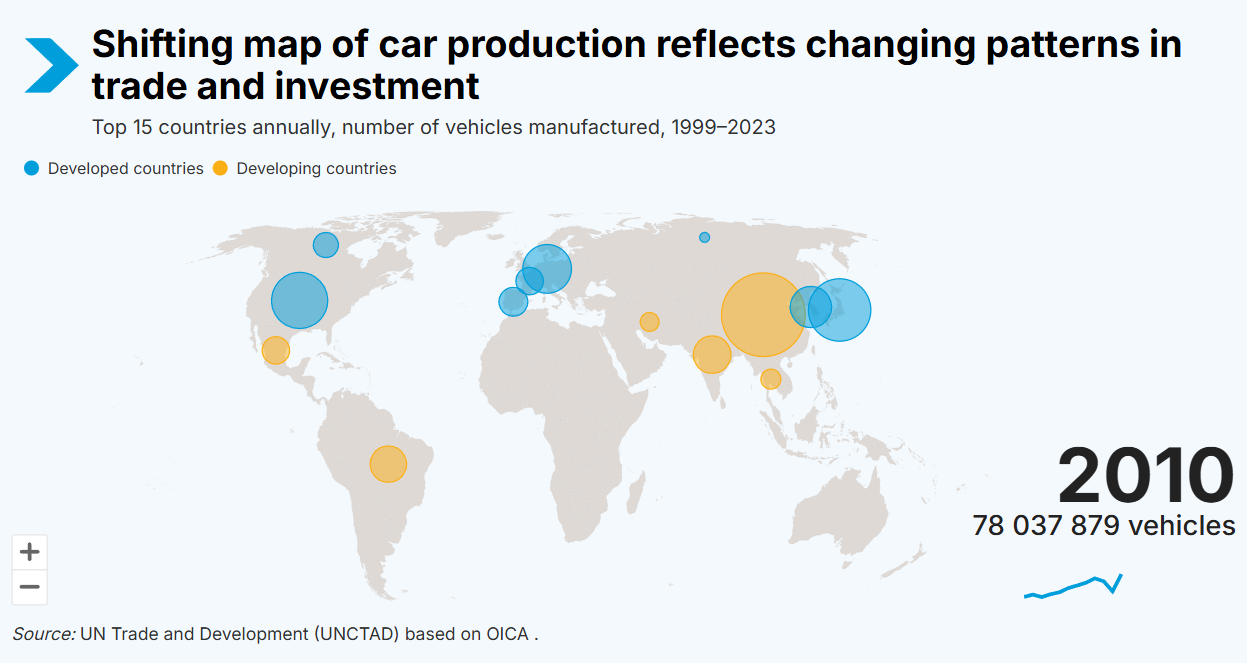 Shifting map of car production reflects changing patterns in
trade and investment
Top 15 countries annually, number of vehicles manufactured, 1999–2023
Developed countries Developing countries
2010
78 037 879 vehicles
+
−
Source: UN Trade and Development (UNCTAD) based on OICA .